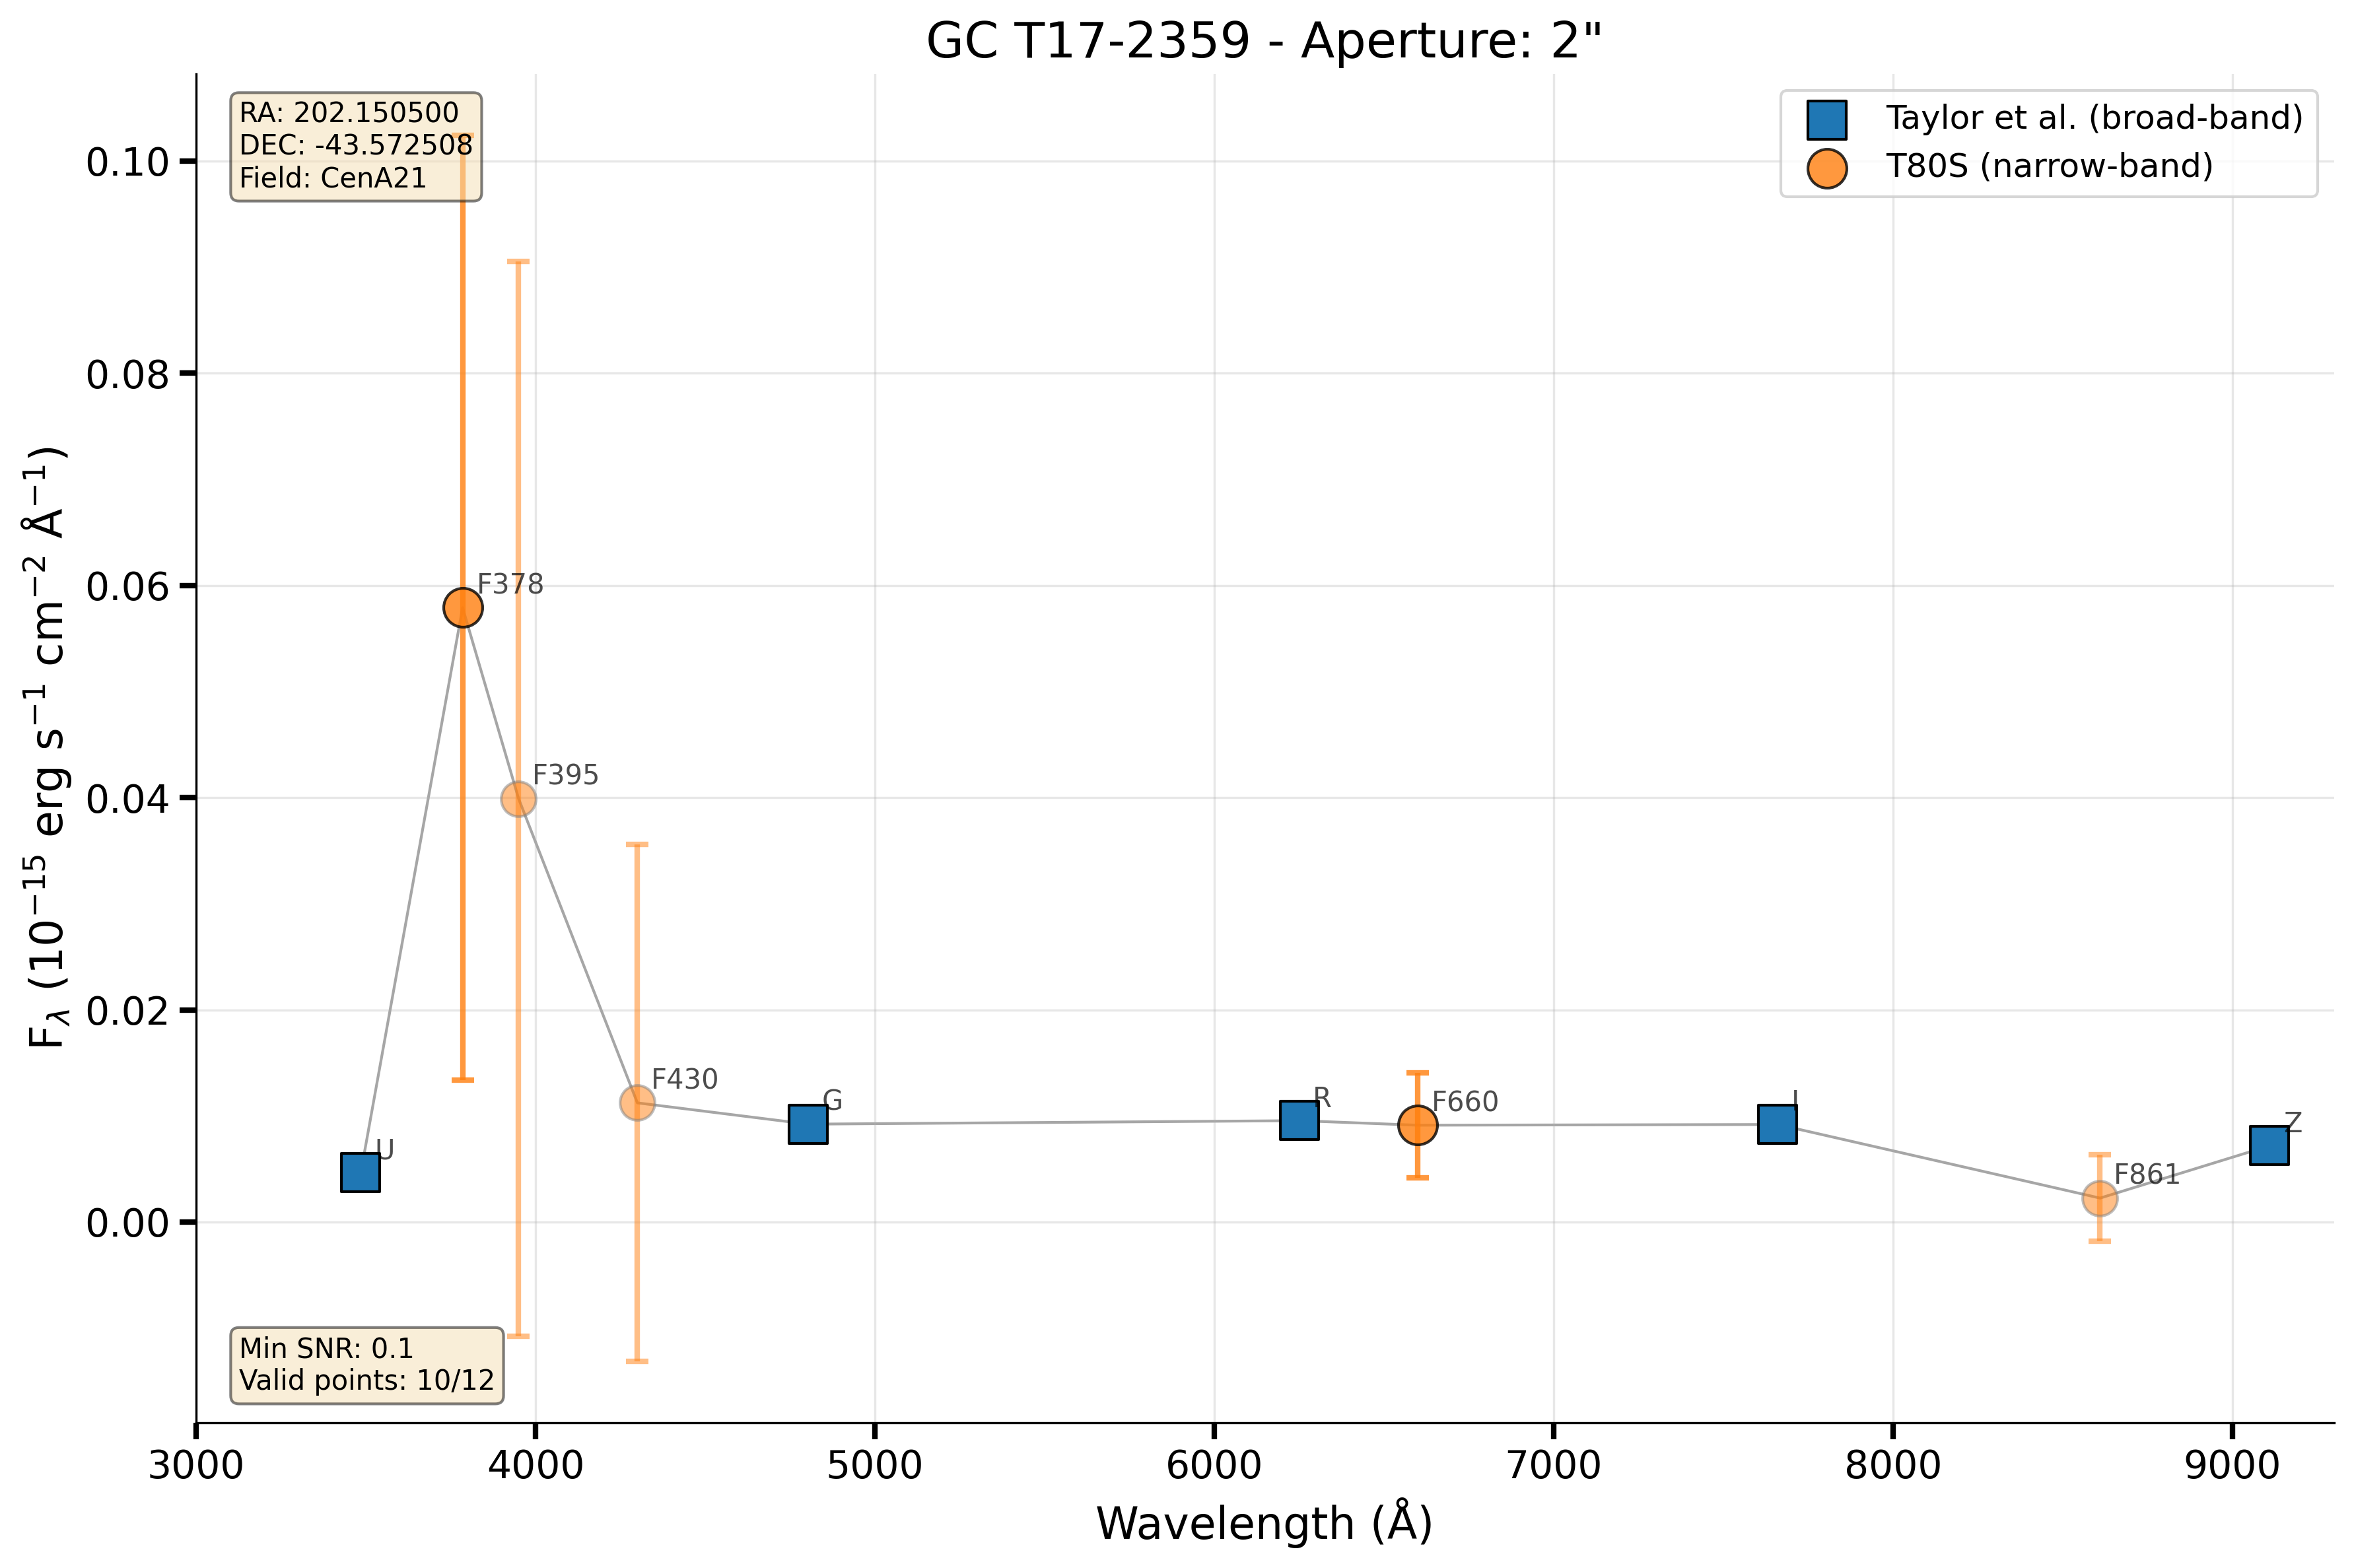 GC T17-2359 - Aperture: 2"
RA: 202.150500
DEC: -43.572508
Field: CenA21
Taylor et al. (broad-band)
T80S (narrow-band)
0.10
0.08
0.06
0.04
0.02
0.00
F$_λ$ (10$^{−15}$ erg s$^{−1}$ cm$^{−2}$ Å$^{−1}$)
F378
F395
F430
U
G
R
F660
I
F861
Z
Min SNR: 0.1
Valid points: 10/12
3000 4000 5000 6000 7000 8000 9000
Wavelength (Å)